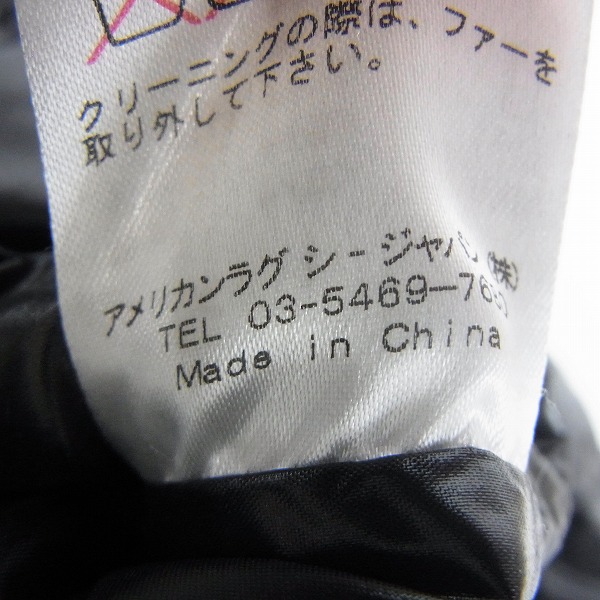 クリーニングの際は、ファーを
取り外して下さい。
アメリカンラグ シージャパン(株)
TEL 03-5469-76
Made in China